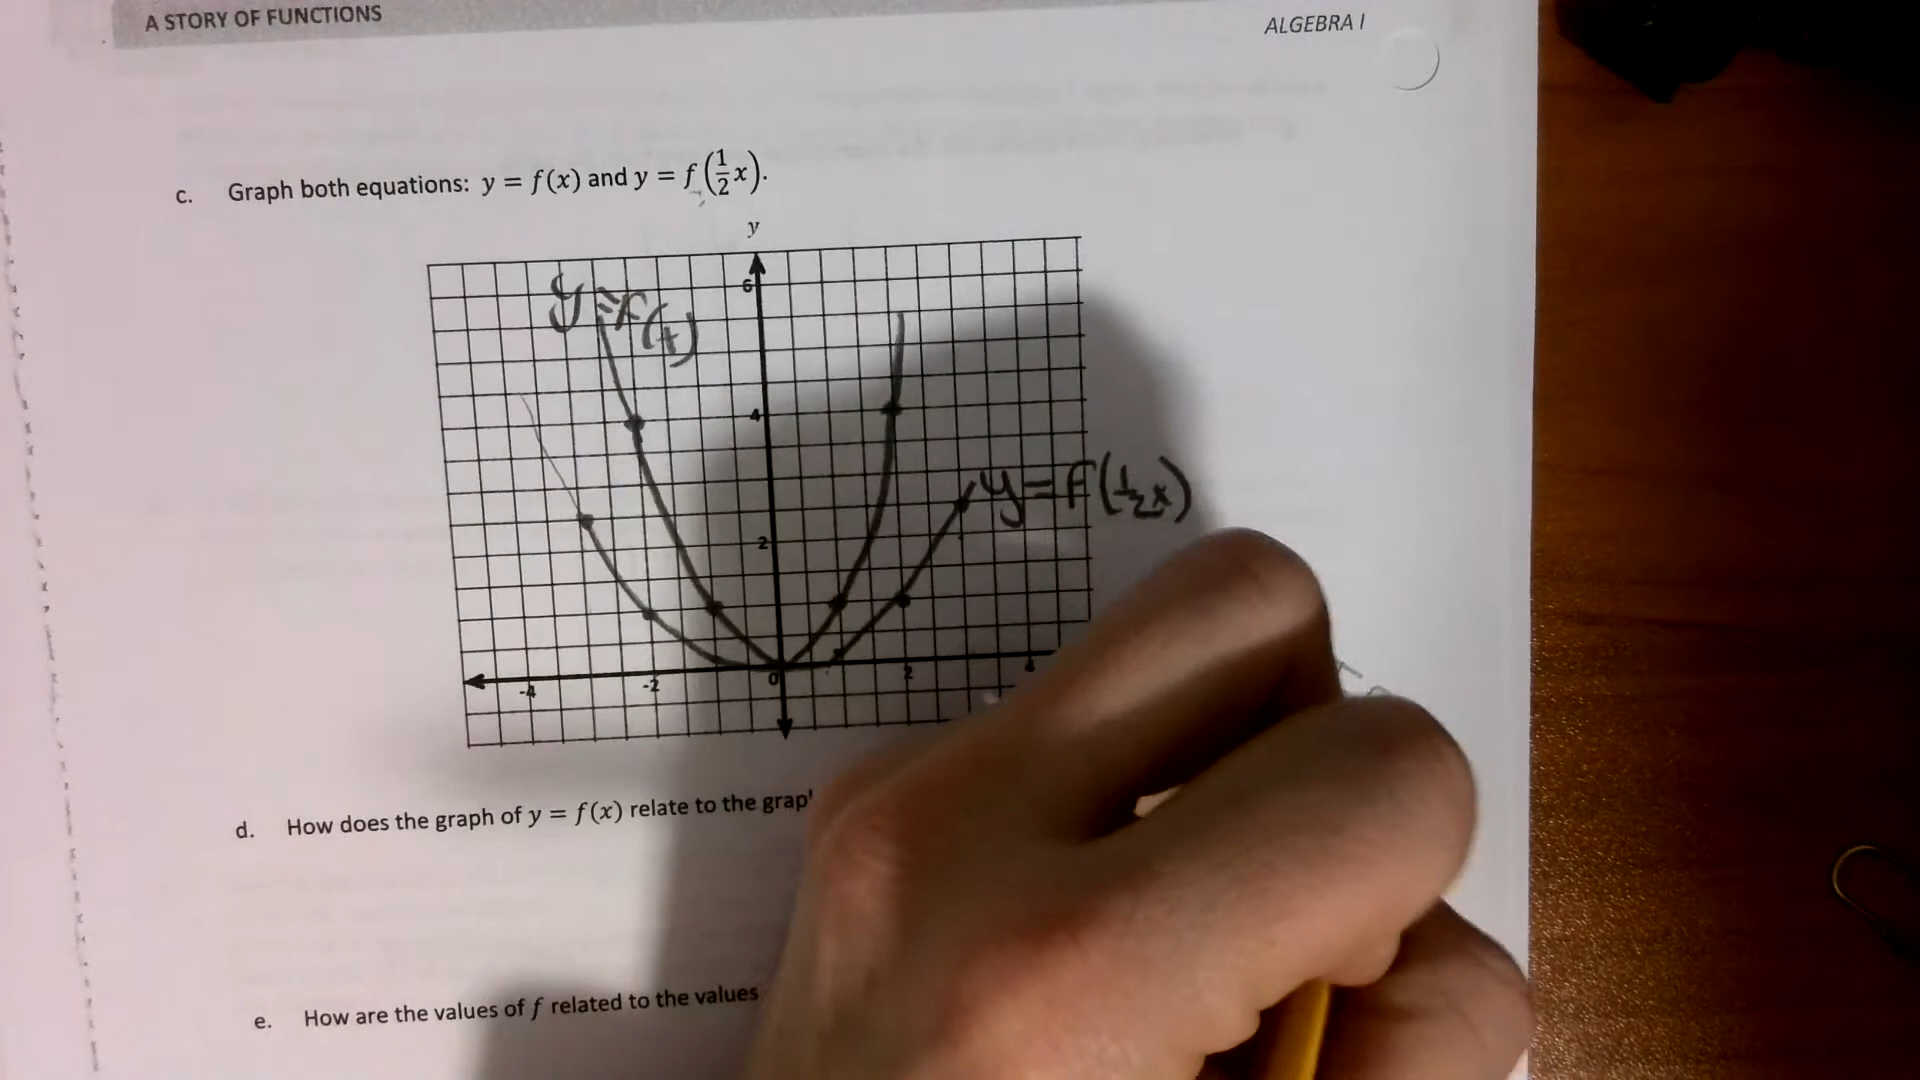 A STORY OF FUNCTIONS
ALGEBRA I
c. Graph both equations: y = f(x) and y = f(1/2 x).
y
6
y=f(x)
4
y=f(1/2x)
2
-4 -2 0 2 4
d. How does the graph of y = f(x) relate to the grap
e. How are the values of f related to the values